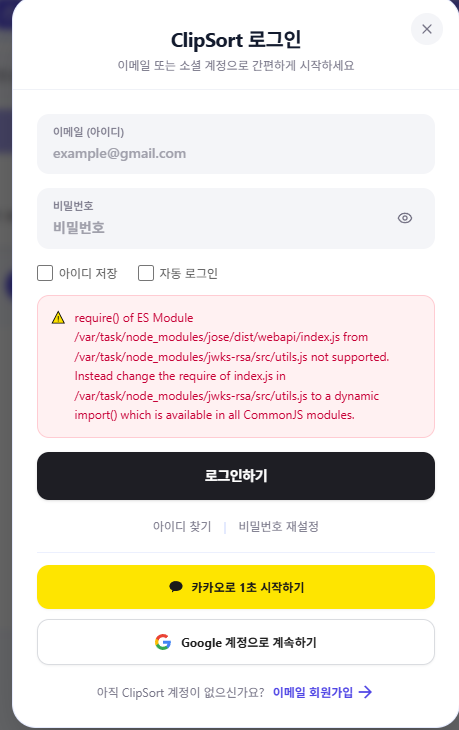 ClipSort 로그인
이메일 또는 소셜 계정으로 간편하게 시작하세요
이메일 (아이디)
example@gmail.com
비밀번호
비밀번호
아이디 저장 자동 로그인
require() of ES Module
/var/task/node_modules/jose/dist/webapi/index.js from
/var/task/node_modules/jwks-rsa/src/utils.js not supported.
Instead change the require of index.js in
/var/task/node_modules/jwks-rsa/src/utils.js to a dynamic
import() which is available in all CommonJS modules.
로그인하기
아이디 찾기 | 비밀번호 재설정
카카오로 1초 시작하기
Google 계정으로 계속하기
아직 ClipSort 계정이 없으신가요? 이메일 회원가입 →